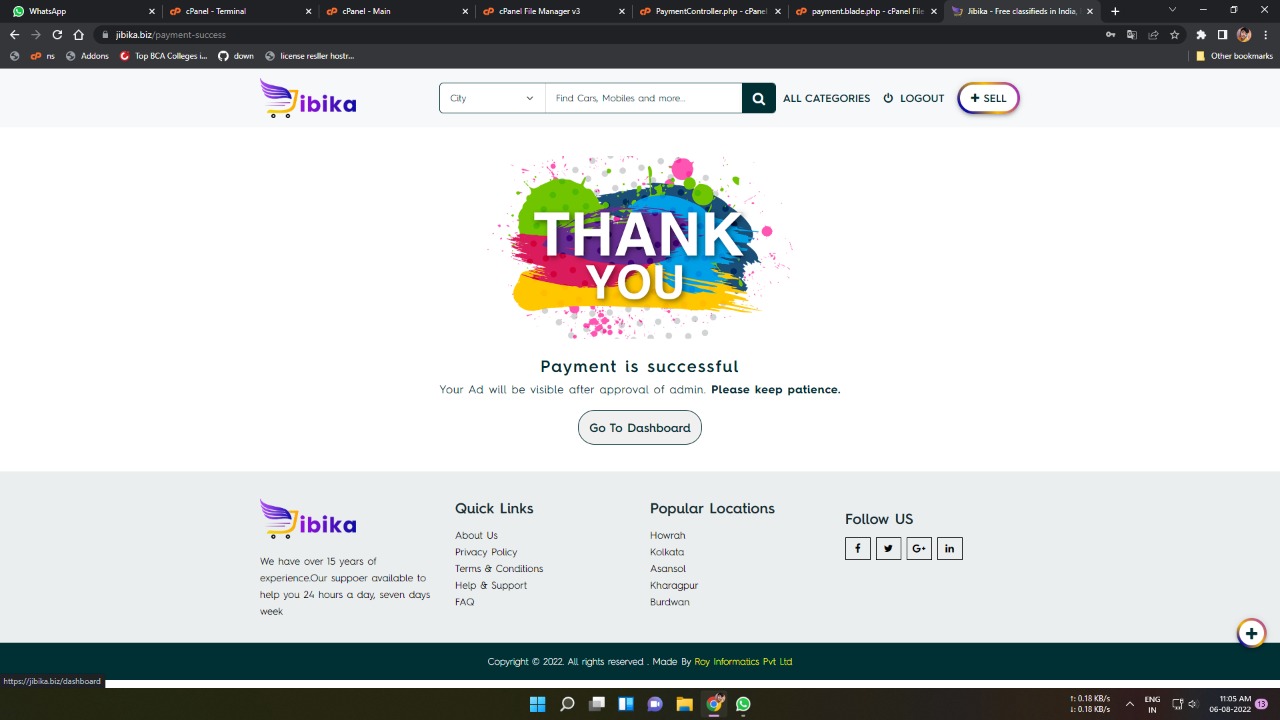 WhatsApp
cPanel - Terminal
cPanel - Main
cPanel File Manager v3
PaymentController.php - cPanel
payment.blade.php - cPanel File
Jibika - Free classifieds in India,
jibika.biz/payment-success
ns
Addons
Top BCA Colleges i...
down
license resller hostr...
Other bookmarks
Jibika
City
Find Cars, Mobiles and more...
ALL CATEGORIES
LOGOUT
SELL
THANK
YOU
Payment is successful
Your Ad will be visible after approval of admin. Please keep patience.
Go To Dashboard
Jibika
We have over 15 years of
experience.Our suppoer available to
help you 24 hours a day, seven days
week
Quick Links
About Us
Privacy Policy
Terms & Conditions
Help & Support
FAQ
Popular Locations
Howrah
Kolkata
Asansol
Kharagpur
Burdwan
Follow US
Copyright © 2022. All rights reserved . Made By Roy Informatics Pvt Ltd
https://jibika.biz/dashboard
↑: 0.18 KB/s
↓: 0.18 KB/s
ENG
IN
11:05 AM
06-08-2022
13